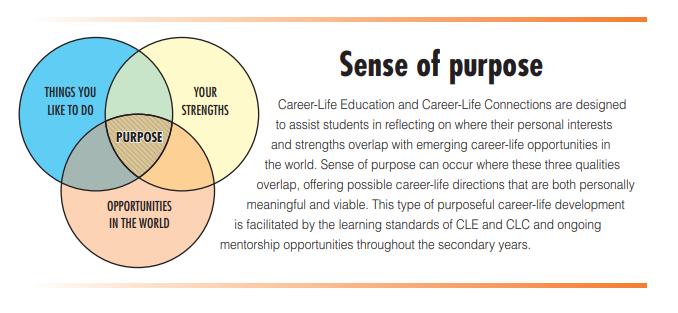 THINGS YOU
LIKE TO DO
YOUR
STRENGTHS
PURPOSE
OPPORTUNITIES
IN THE WORLD
Sense of purpose
Career-Life Education and Career-Life Connections are designed
to assist students in reflecting on where their personal interests
and strengths overlap with emerging career-life opportunities in
the world. Sense of purpose can occur where these three qualities
overlap, offering possible career-life directions that are both personally
meaningful and viable. This type of purposeful career-life development
is facilitated by the learning standards of CLE and CLC and ongoing
mentorship opportunities throughout the secondary years.